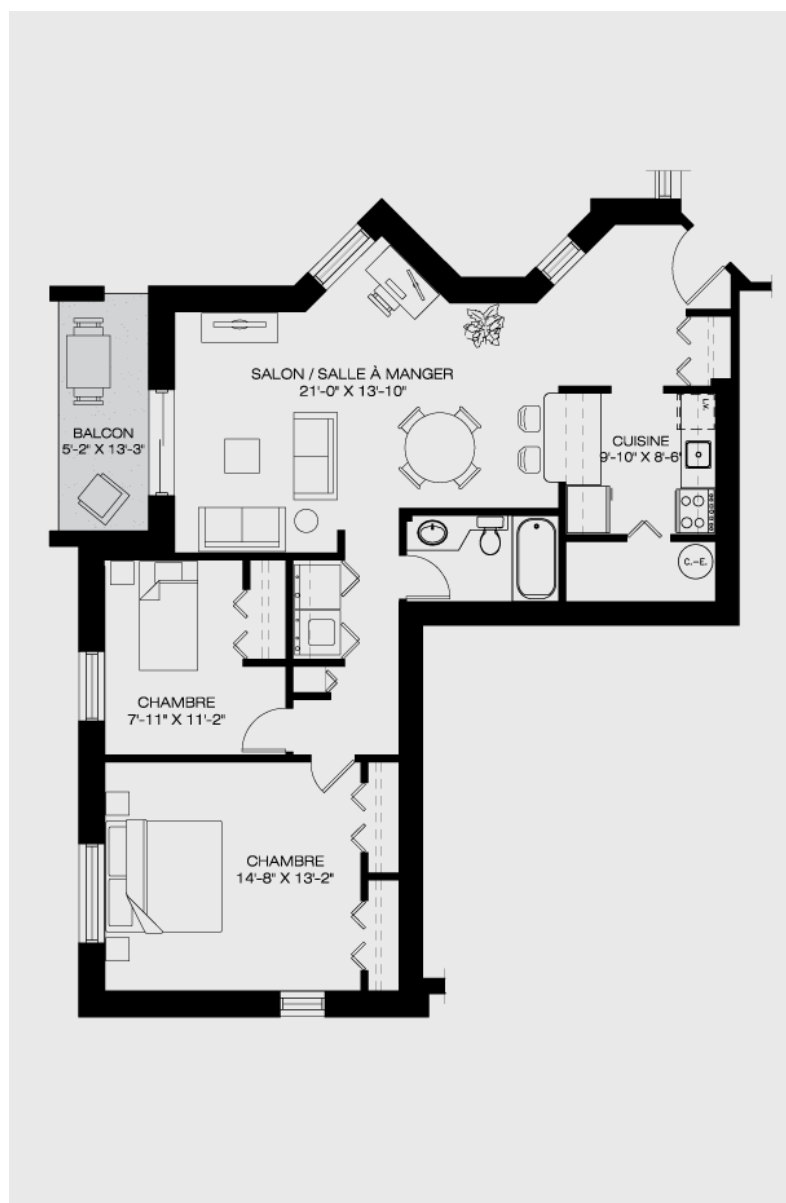 SALON / SALLE À MANGER
21'-0" X 13'-10"
BALCON
5'-2" X 13'-3"
L.V.
CUISINE
9'-10" X 8'-6"
C.-E.
CHAMBRE
7'-11" X 11'-2"
CHAMBRE
14'-8" X 13'-2"